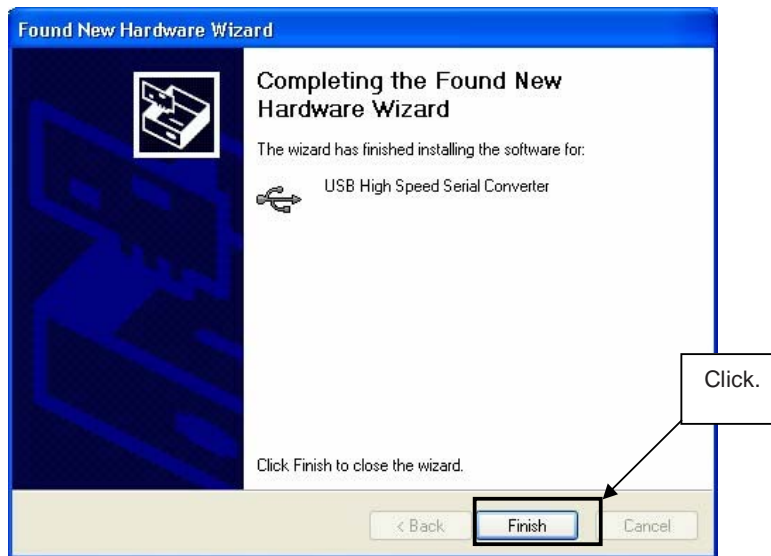 Found New Hardware Wizard
Completing the Found New
Hardware Wizard
The wizard has finished installing the software for:
USB High Speed Serial Converter
Click.
Click Finish to close the wizard.
< Back Finish Cancel